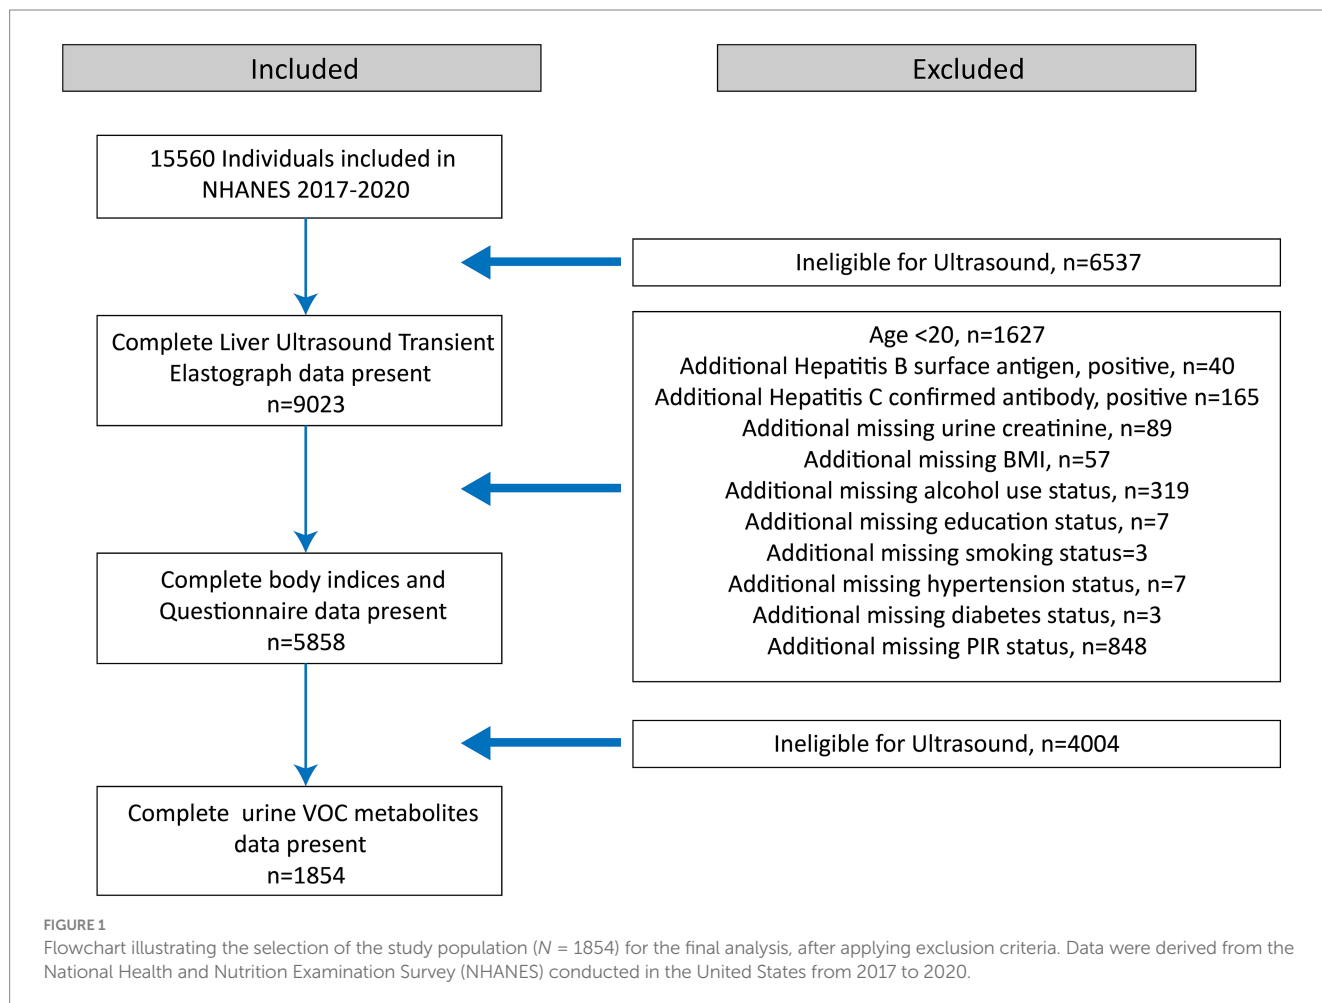 Included
Excluded
15560 Individuals included in
NHANES 2017-2020
Ineligible for Ultrasound, n=6537
Complete Liver Ultrasound Transient
Elastograph data present
n=9023
Age <20, n=1627
Additional Hepatitis B surface antigen, positive, n=40
Additional Hepatitis C confirmed antibody, positive n=165
Additional missing urine creatinine, n=89
Additional missing BMI, n=57
Additional missing alcohol use status, n=319
Additional missing education status, n=7
Additional missing smoking status=3
Additional missing hypertension status, n=7
Additional missing diabetes status, n=3
Additional missing PIR status, n=848
Complete body indices and
Questionnaire data present
n=5858
Ineligible for Ultrasound, n=4004
Complete urine VOC metabolites
data present
n=1854
FIGURE 1
Flowchart illustrating the selection of the study population (N = 1854) for the final analysis, after applying exclusion criteria. Data were derived from the
National Health and Nutrition Examination Survey (NHANES) conducted in the United States from 2017 to 2020.